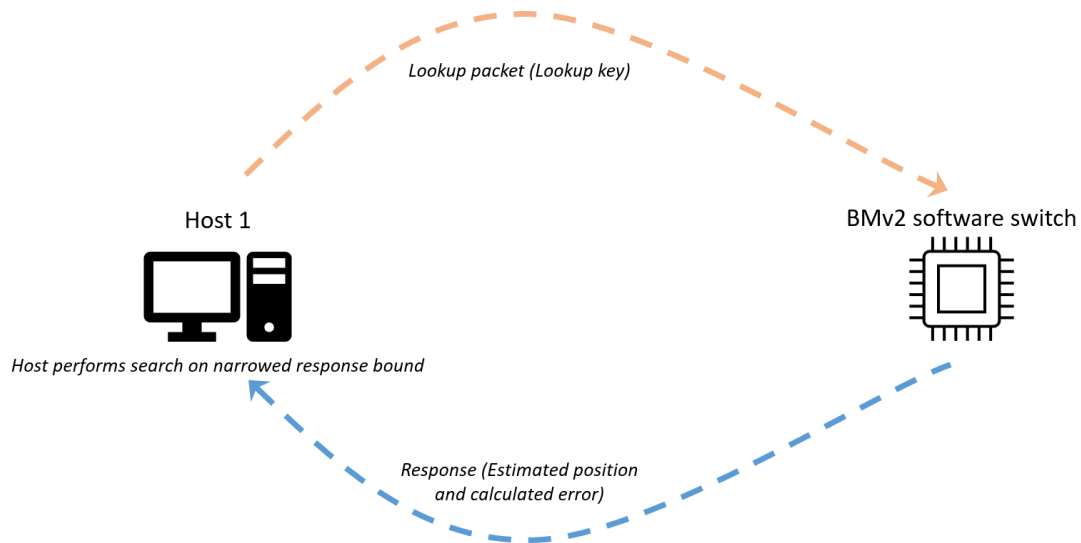 Lookup packet (Lookup key)
Host 1
BMv2 software switch
Host performs search on narrowed response bound
Response (Estimated position
and calculated error)